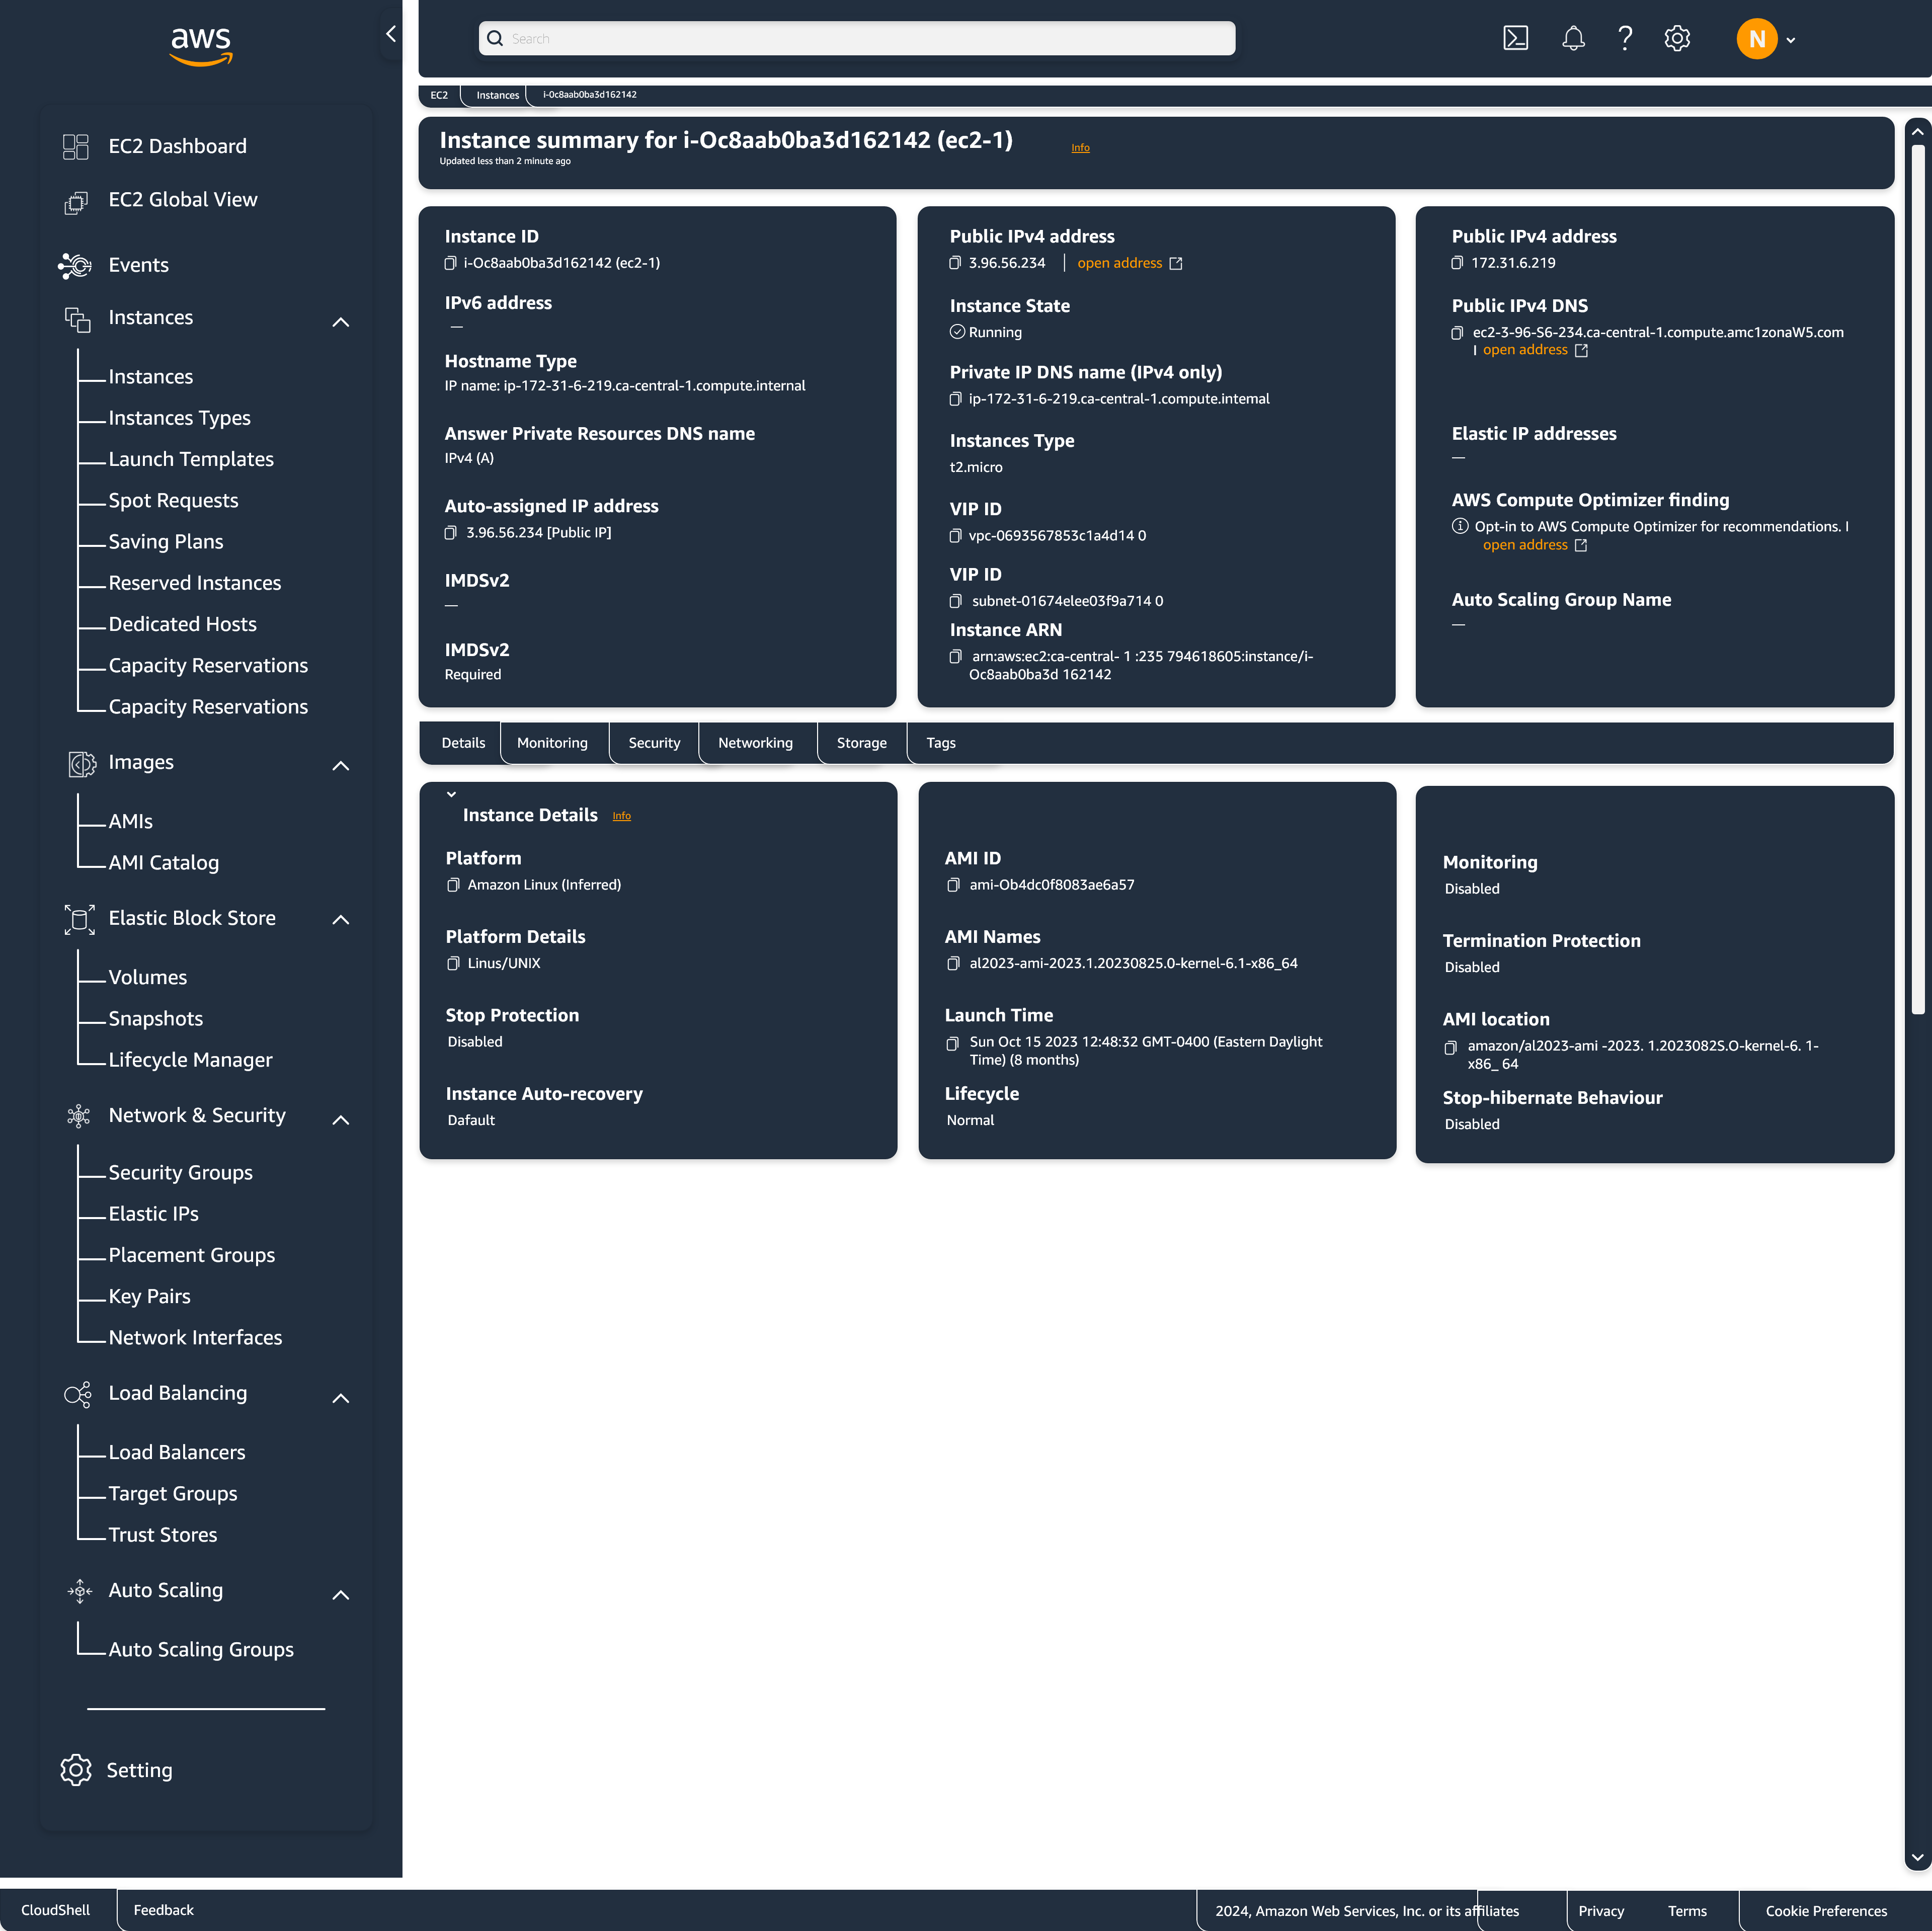 aws
EC2 Dashboard
EC2 Global View
Events
Instances
Instances
Instances Types
Launch Templates
Spot Requests
Saving Plans
Reserved Instances
Dedicated Hosts
Capacity Reservations
Capacity Reservations
Images
AMIs
AMI Catalog
Elastic Block Store
Volumes
Snapshots
Lifecycle Manager
Network & Security
Security Groups
Elastic IPs
Placement Groups
Key Pairs
Network Interfaces
Load Balancing
Load Balancers
Target Groups
Trust Stores
Auto Scaling
Auto Scaling Groups
Setting
Search
N
EC2 Instances i-0c8aab0ba3d162142
Instance summary for i-Oc8aab0ba3d162142 (ec2-1) Info
Updated less than 2 minute ago
Instance ID
i-Oc8aab0ba3d162142 (ec2-1)
IPv6 address
—
Hostname Type
IP name: ip-172-31-6-219.ca-central-1.compute.internal
Answer Private Resources DNS name
IPv4 (A)
Auto-assigned IP address
3.96.56.234 [Public IP]
IMDSv2
—
IMDSv2
Required
Public IPv4 address
3.96.56.234 | open address
Instance State
Running
Private IP DNS name (IPv4 only)
ip-172-31-6-219.ca-central-1.compute.intemal
Instances Type
t2.micro
VIP ID
vpc-0693567853c1a4d14 0
VIP ID
subnet-01674elee03f9a714 0
Instance ARN
arn:aws:ec2:ca-central- 1 :235 794618605:instance/i-
Oc8aab0ba3d 162142
Public IPv4 address
172.31.6.219
Public IPv4 DNS
ec2-3-96-S6-234.ca-central-1.compute.amc1zonaW5.com
I open address
Elastic IP addresses
—
AWS Compute Optimizer finding
Opt-in to AWS Compute Optimizer for recommendations. I
open address
Auto Scaling Group Name
—
Details Monitoring Security Networking Storage Tags
Instance Details Info
Platform
Amazon Linux (Inferred)
Platform Details
Linus/UNIX
Stop Protection
Disabled
Instance Auto-recovery
Dafault
AMI ID
ami-Ob4dc0f8083ae6a57
AMI Names
al2023-ami-2023.1.20230825.0-kernel-6.1-x86_64
Launch Time
Sun Oct 15 2023 12:48:32 GMT-0400 (Eastern Daylight
Time) (8 months)
Lifecycle
Normal
Monitoring
Disabled
Termination Protection
Disabled
AMI location
amazon/al2023-ami -2023. 1.2023082S.O-kernel-6. 1-
x86_ 64
Stop-hibernate Behaviour
Disabled
CloudShell Feedback 2024, Amazon Web Services, Inc. or its affiliates Privacy Terms Cookie Preferences